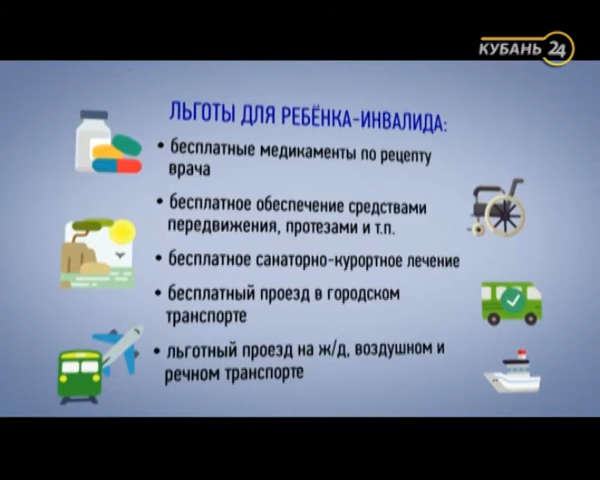 КУБАНЬ 24
ЛЬГОТЫ ДЛЯ РЕБЁНКА-ИНВАЛИДА:
• бесплатные медикаменты по рецепту
врача
• бесплатное обеспечение средствами
передвижения, протезами и т.п.
• бесплатное санаторно-курортное лечение
• бесплатный проезд в городском
транспорте
• льготный проезд на ж/д, воздушном и
речном транспорте